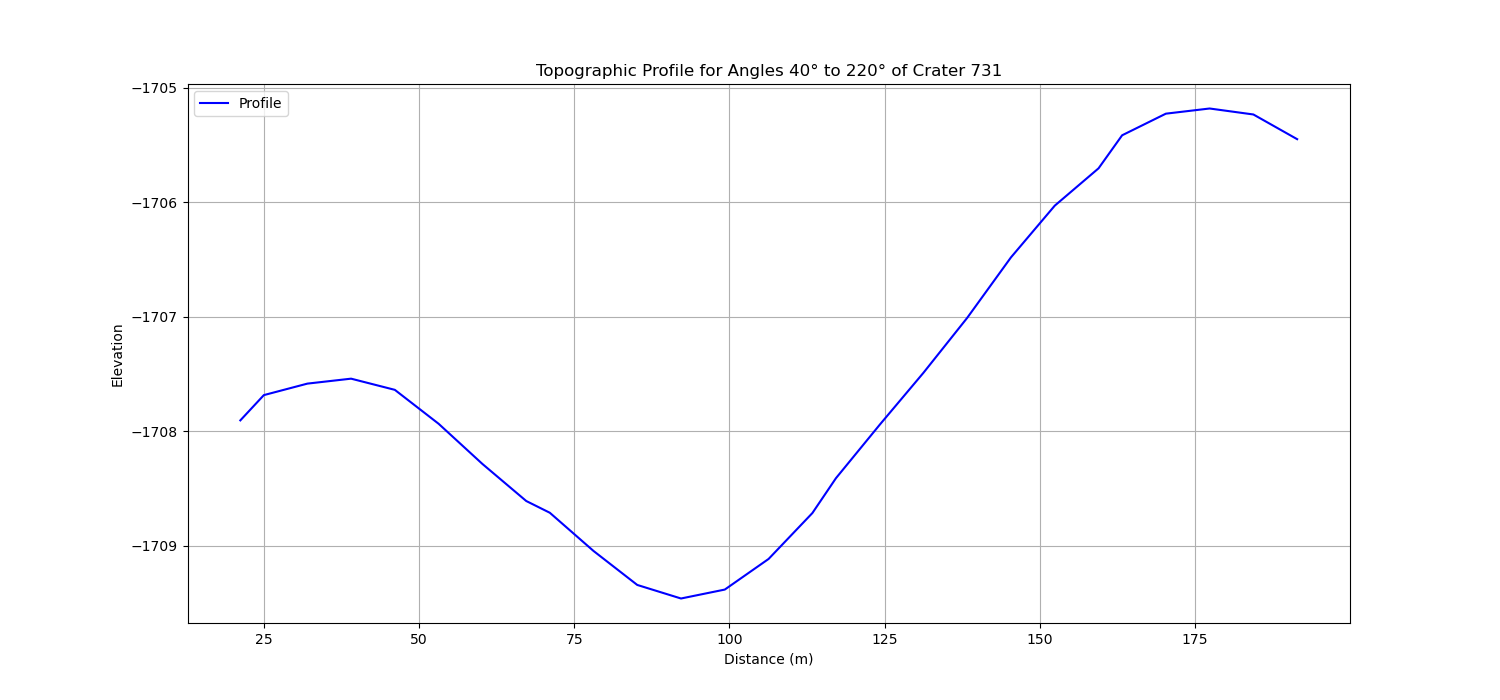 Topographic Profile for Angles 40° to 220° of Crater 731
Profile
−1705
−1706
−1707
−1708
−1709
Elevation
25 50 75 100 125 150 175
Distance (m)